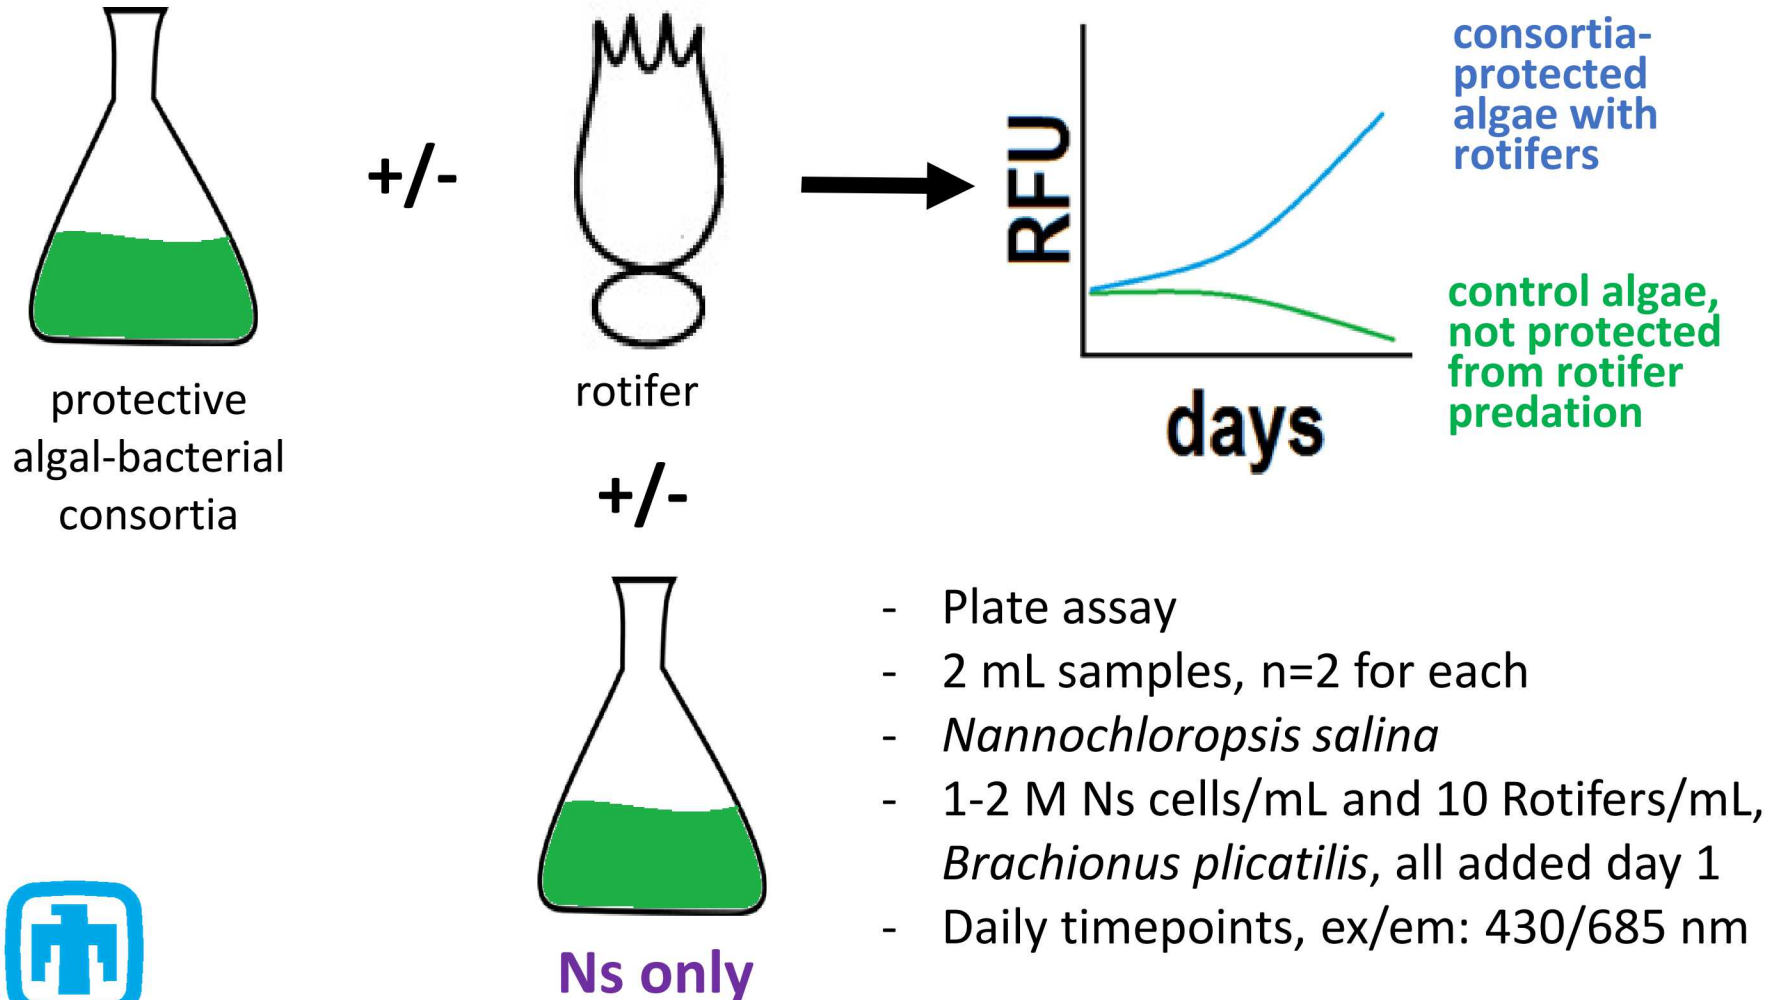 protective
algal-bacterial
consortia
+/-
rotifer
+/-
Ns only
RFU
days
consortia-
protected
algae with
rotifers
control algae,
not protected
from rotifer
predation
- Plate assay
- 2 mL samples, n=2 for each
- Nannochloropsis salina
- 1-2 M Ns cells/mL and 10 Rotifers/mL,
Brachionus plicatilis, all added day 1
- Daily timepoints, ex/em: 430/685 nm